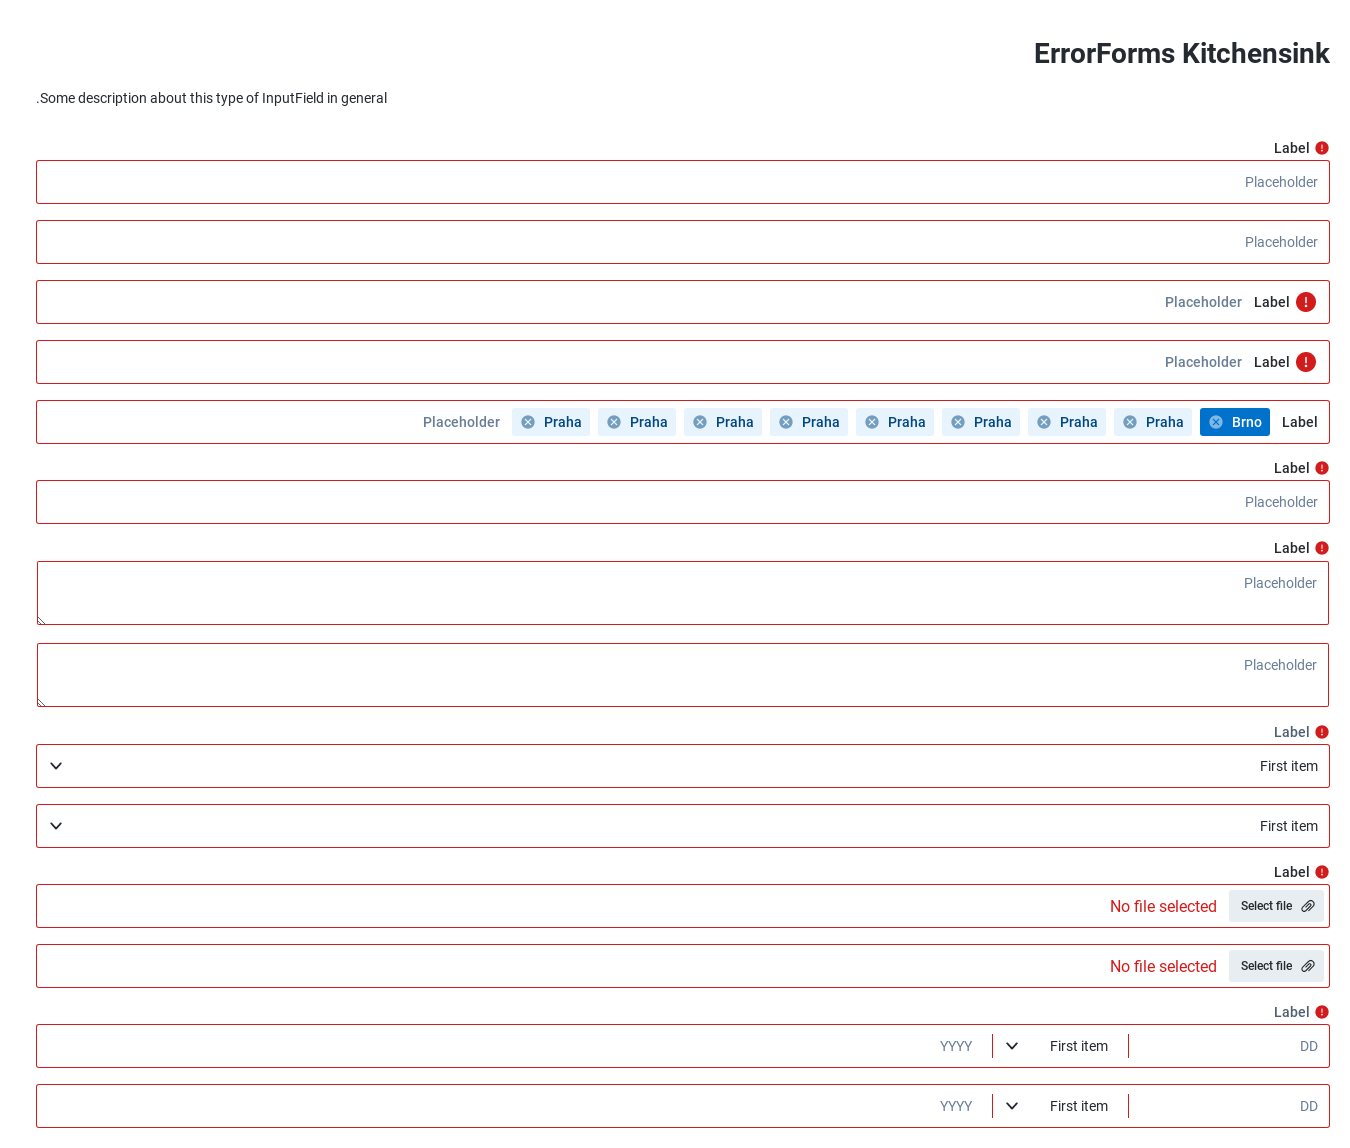 ErrorForms Kitchensink
.Some description about this type of InputField in general
Label
Placeholder
Placeholder
Placeholder Label
Placeholder Label
Placeholder Praha Praha Praha Praha Praha Praha Praha Praha Brno Label
Label
Placeholder
Label
Placeholder
Placeholder
Label
First item
First item
Label
No file selected Select file
No file selected Select file
Label
YYYY First item DD
YYYY First item DD